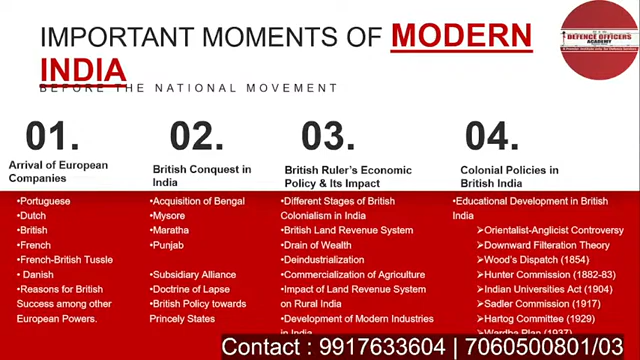 IMPORTANT MOMENTS OF MODERN
INDIA
BEFORE THE NATIONAL MOVEMENT
DEFENCE OFFICERS
ACADEMY
01.
Arrival of European
Companies
•Portuguese
•Dutch
•British
•French
•French-British Tussle
• Danish
•Reasons for British
Success among other
European Powers.
02.
British Conquest in
India
•Acquisition of Bengal
•Mysore
•Maratha
•Punjab
•Subsidiary Alliance
•Doctrine of Lapse
•British Policy towards
Princely States
03.
British Ruler's Economic
Policy & Its Impact
•Different Stages of British
Colonialism in India
•British Land Revenue System
•Drain of Wealth
•Deindustrialization
•Commercialization of Agriculture
•Impact of Land Revenue System
on Rural India
•Development of Modern Industries
in India
04.
Colonial Policies in
British India
•Educational Development in British
India
➢Orientalist-Anglicist Controversy
➢Downward Filteration Theory
➢Wood's Dispatch (1854)
➢Hunter Commission (1882-83)
➢Indian Universities Act (1904)
➢Sadler Commission (1917)
➢Hartog Committee (1929)
➢Wardha Plan (1937)
Contact : 9917633604 | 7060500801/03